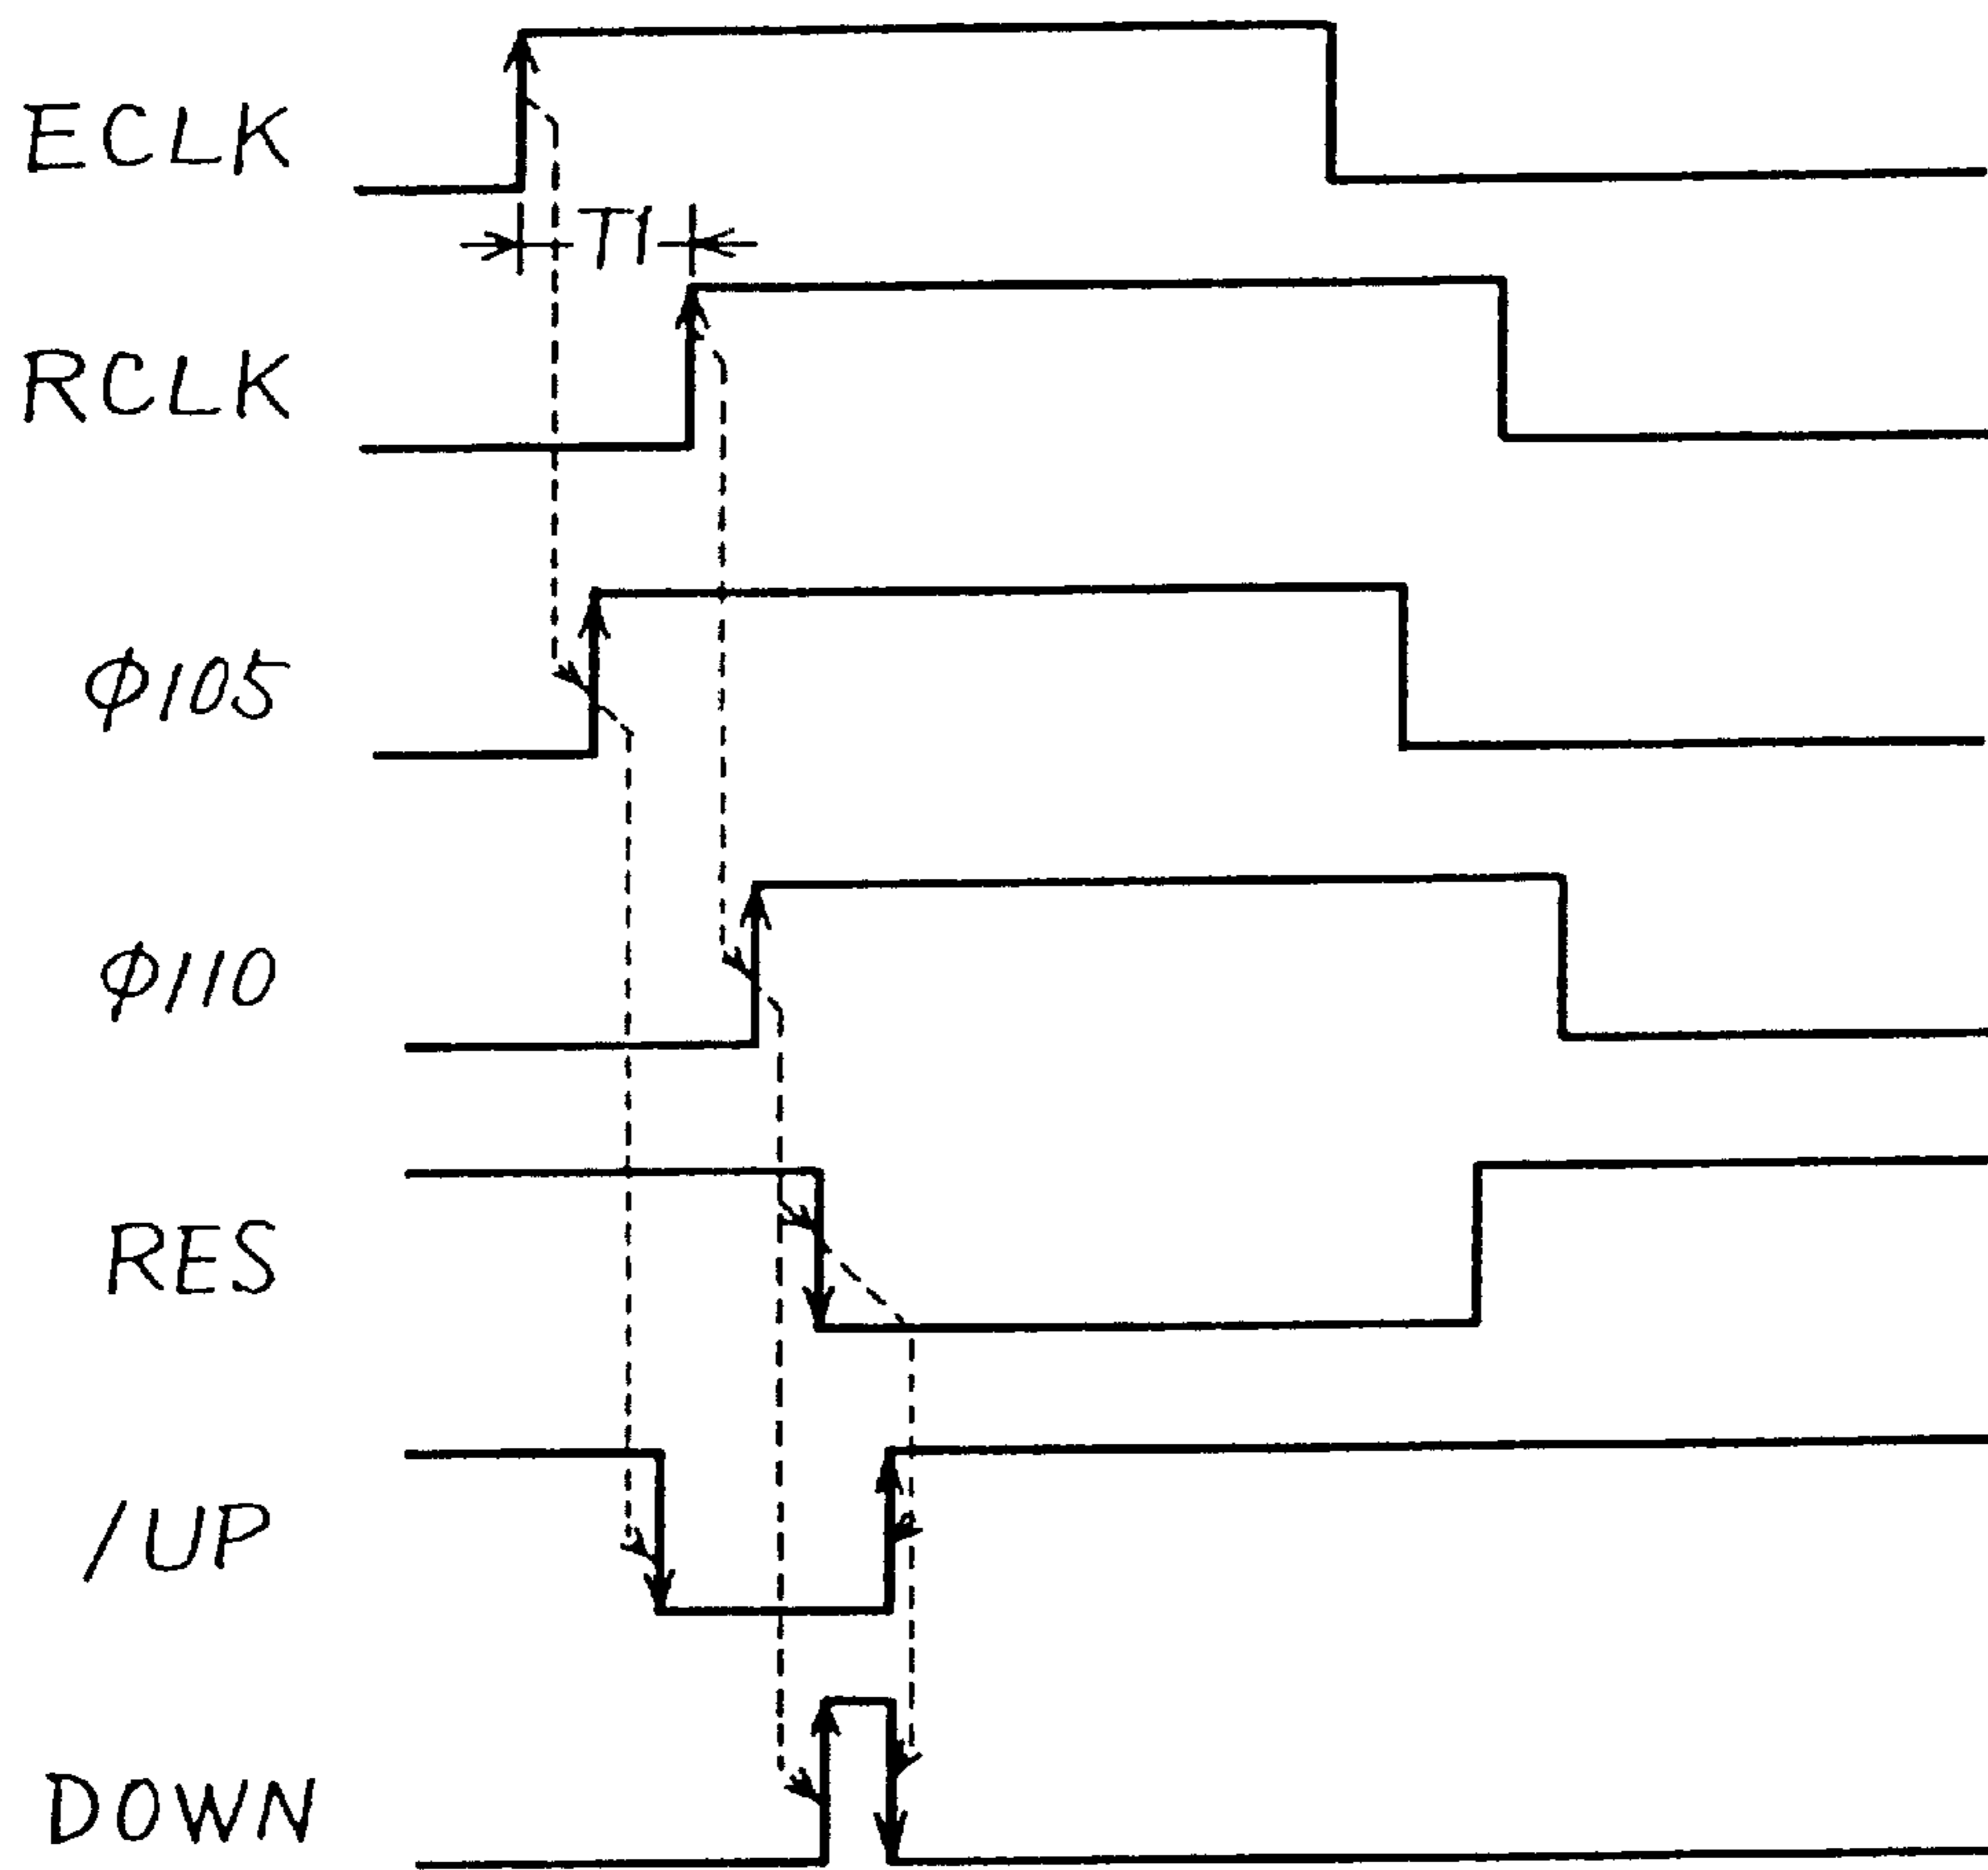 ECLK
T1
RCLK
φ105
φ110
RES
/UP
DOWN